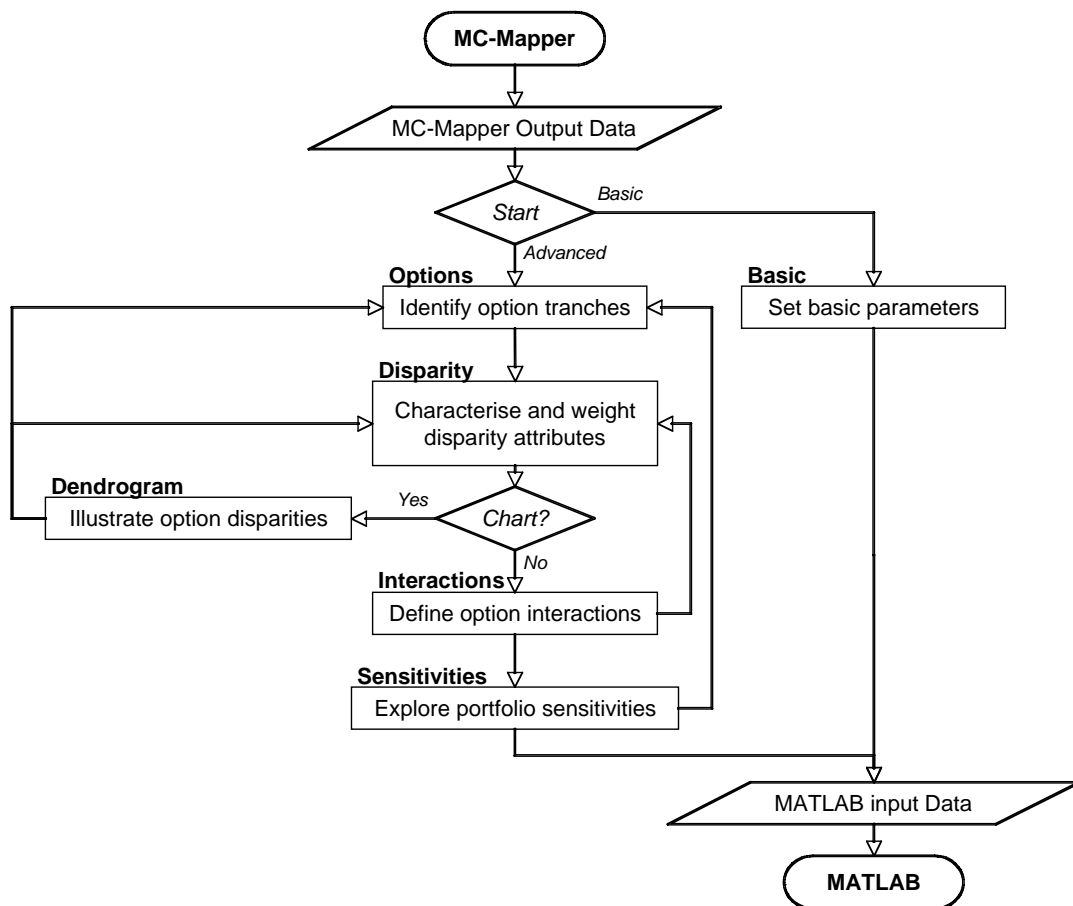 MC-Mapper
MC-Mapper Output Data
Start
Basic
Advanced
Options
Identify option tranches
Basic
Set basic parameters
Disparity
Characterise and weight
disparity attributes
Dendrogram
Illustrate option disparities
Yes
Chart?
No
Interactions
Define option interactions
Sensitivities
Explore portfolio sensitivities
MATLAB input Data
MATLAB